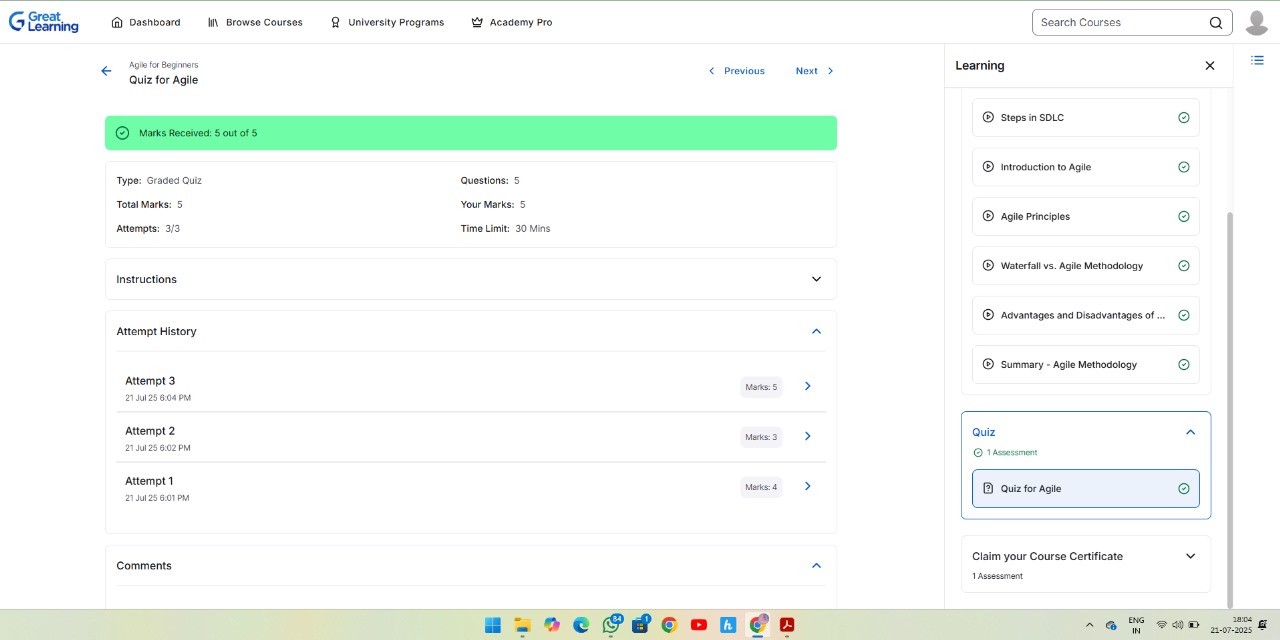 Great Learning
Dashboard
Browse Courses
University Programs
Academy Pro
Search Courses
Agile for Beginners
Quiz for Agile
Previous
Next
Marks Received: 5 out of 5
Type: Graded Quiz
Questions: 5
Total Marks: 5
Your Marks: 5
Attempts: 3/3
Time Limit: 30 Mins
Instructions
Attempt History
Attempt 3
21 Jul 25 6:04 PM
Marks: 5
Attempt 2
21 Jul 25 6:02 PM
Marks: 3
Attempt 1
21 Jul 25 6:01 PM
Marks: 4
Comments
Learning
Steps in SDLC
Introduction to Agile
Agile Principles
Waterfall vs. Agile Methodology
Advantages and Disadvantages of ...
Summary - Agile Methodology
Quiz
1 Assessment
Quiz for Agile
Claim your Course Certificate
1 Assessment
84
1
ENG
IN
18:04
21-07-2025